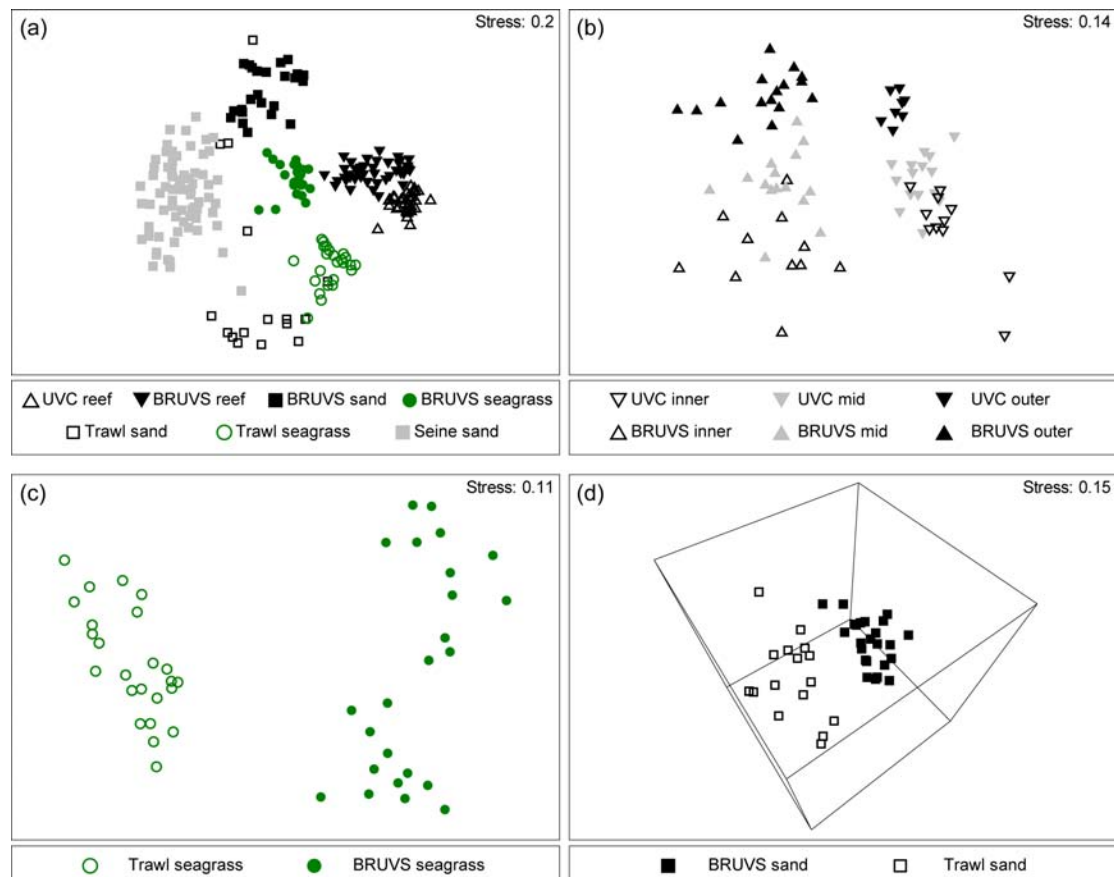 (a) Stress: 0.2
(b) Stress: 0.14
UVC reef BRUVS reef BRUVS sand BRUVS seagrass
Trawl sand Trawl seagrass Seine sand
UVC inner UVC mid UVC outer
BRUVS inner BRUVS mid BRUVS outer
(c) Stress: 0.11
(d) Stress: 0.15
Trawl seagrass BRUVS seagrass
BRUVS sand Trawl sand